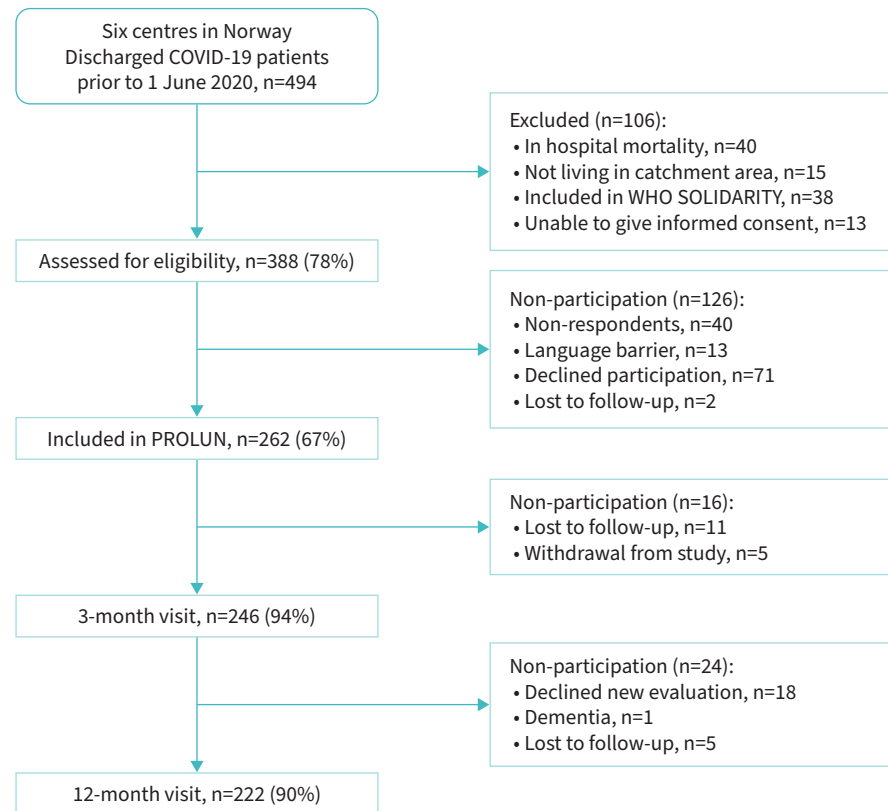 Six centres in Norway
Discharged COVID-19 patients
prior to 1 June 2020, n=494
Excluded (n=106):
• In hospital mortality, n=40
• Not living in catchment area, n=15
• Included in WHO SOLIDARITY, n=38
• Unable to give informed consent, n=13
Assessed for eligibility, n=388 (78%)
Non-participation (n=126):
• Non-respondents, n=40
• Language barrier, n=13
• Declined participation, n=71
• Lost to follow-up, n=2
Included in PROLUN, n=262 (67%)
Non-participation (n=16):
• Lost to follow-up, n=11
• Withdrawal from study, n=5
3-month visit, n=246 (94%)
Non-participation (n=24):
• Declined new evaluation, n=18
• Dementia, n=1
• Lost to follow-up, n=5
12-month visit, n=222 (90%)